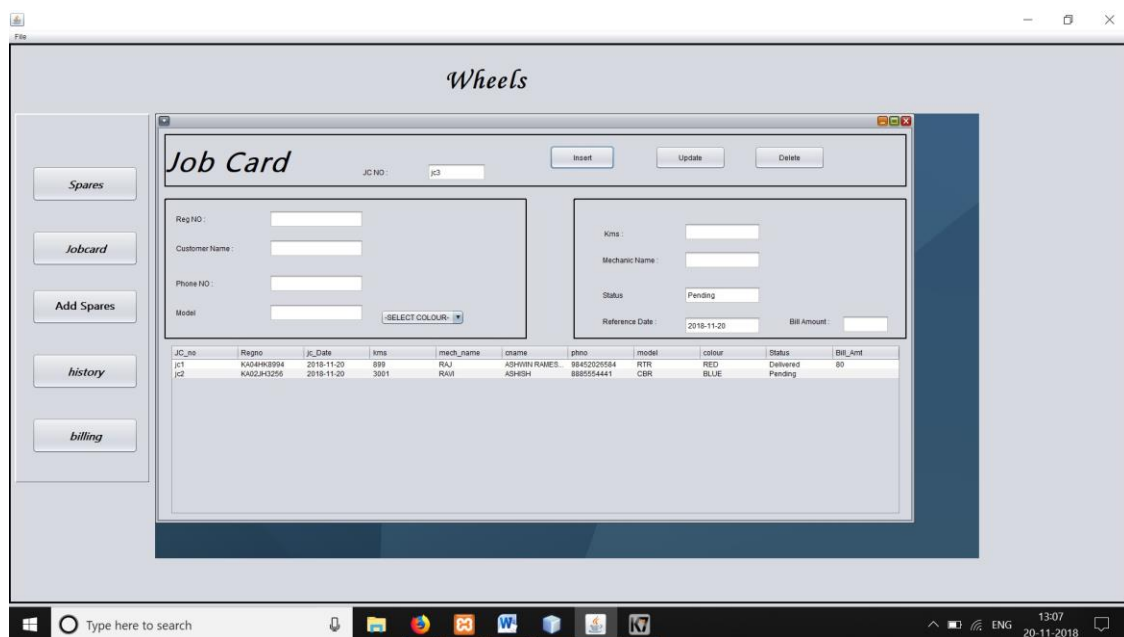 File
Wheels
Job Card
JC NO :
jc3
Insert
Update
Delete
Spares
Jobcard
Add Spares
history
billing
Reg NO :
Customer Name :
Phone NO :
Model
-SELECT COLOUR-
Kms :
Mechanic Name :
Status
Pending
Reference Date :
2018-11-20
Bill Amount :
JC_no Regno jc_Date kms mech_name cname phno model colour Status Bill_Amt
jc1 KA04HK8994 2018-11-20 899 RAJ ASHWIN RAMES... 98452026584 RTR RED Delivered 80
jc2 KA02JH3256 2018-11-20 3001 RAVI ASHISH 8885554441 CBR BLUE Pending
Type here to search
ENG
13:07
20-11-2018